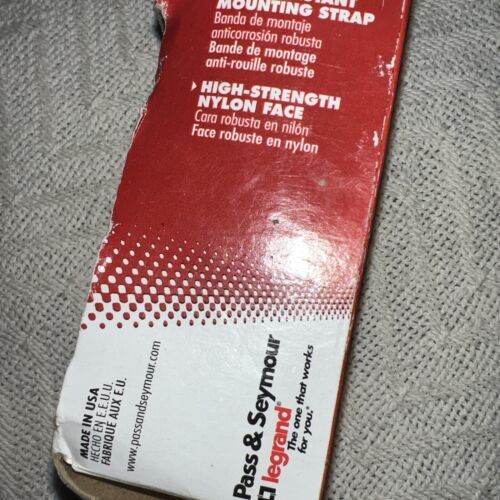 MOUNTING STRAP
Banda de montaje
anticorrosión robusta
Bande de montage
anti-rouille robuste
HIGH-STRENGTH
NYLON FACE
Cara robusta en nilón
Face robuste en nylon
MADE IN USA
HECHO EN E.E.U.U.
FABRIQUE AUX E.U.
www.passandseymour.com
Pass & Seymour
legrand®
The one that works
for you.®